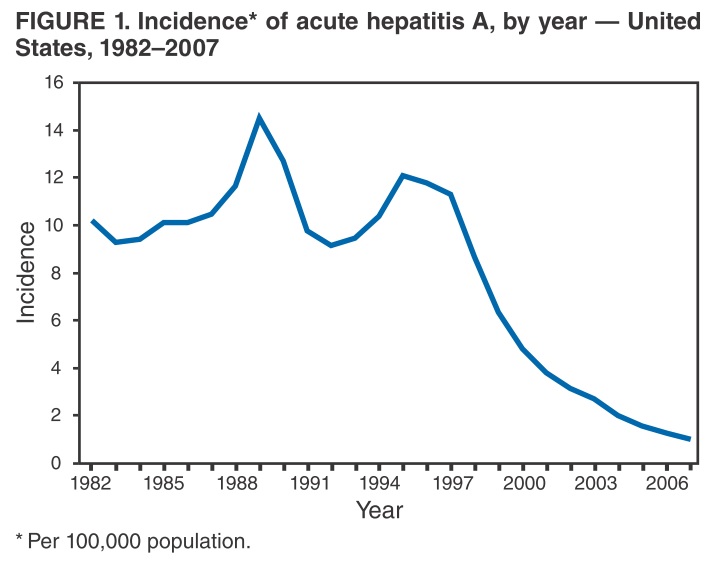 FIGURE 1. Incidence* of acute hepatitis A, by year — United
States, 1982–2007
16
14
12
10
8
6
4
2
0
Incidence
1982 1985 1988 1991 1994 1997 2000 2003 2006
Year
* Per 100,000 population.